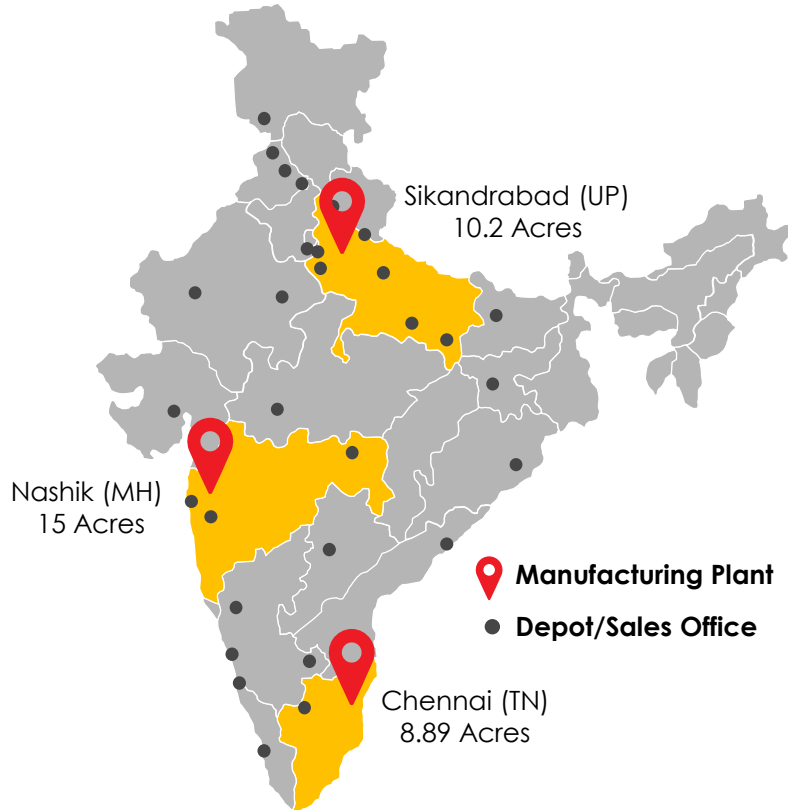 Sikandrabad (UP)
10.2 Acres
Nashik (MH)
15 Acres
Manufacturing Plant
Depot/Sales Office
Chennai (TN)
8.89 Acres